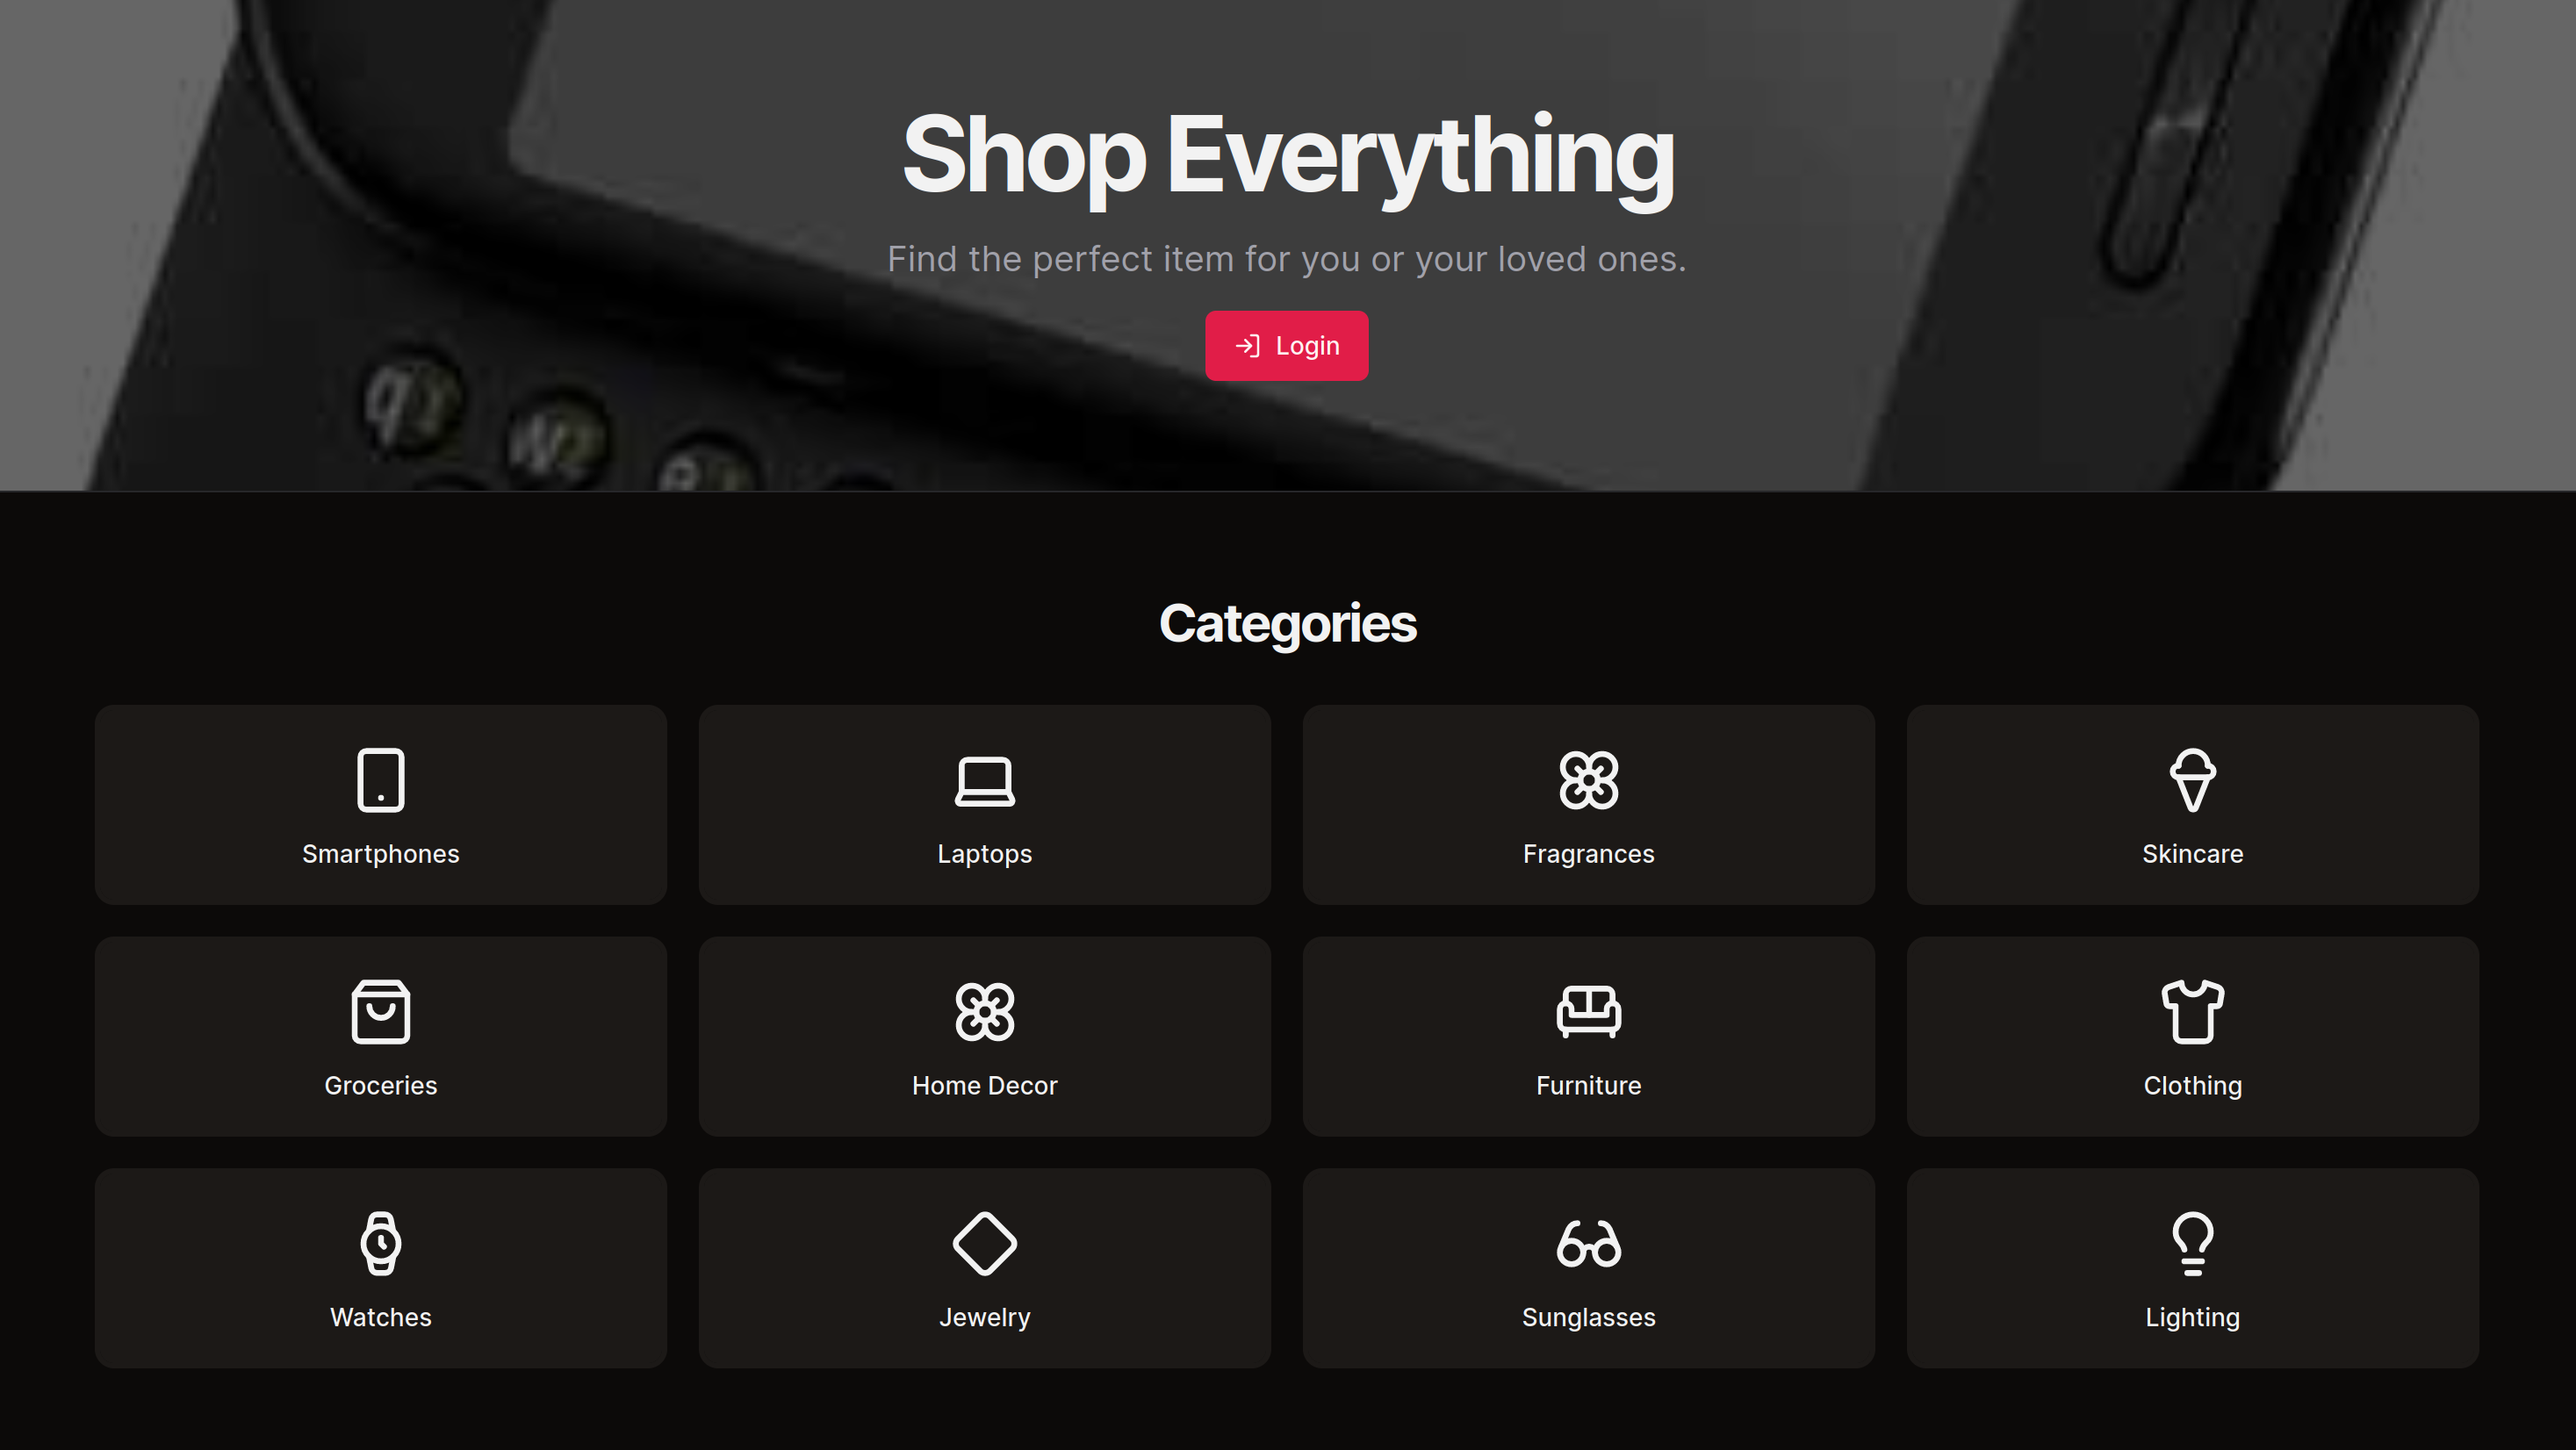 Shop Everything
Find the perfect item for you or your loved ones.
Login
Categories
Smartphones
Laptops
Fragrances
Skincare
Groceries
Home Decor
Furniture
Clothing
Watches
Jewelry
Sunglasses
Lighting